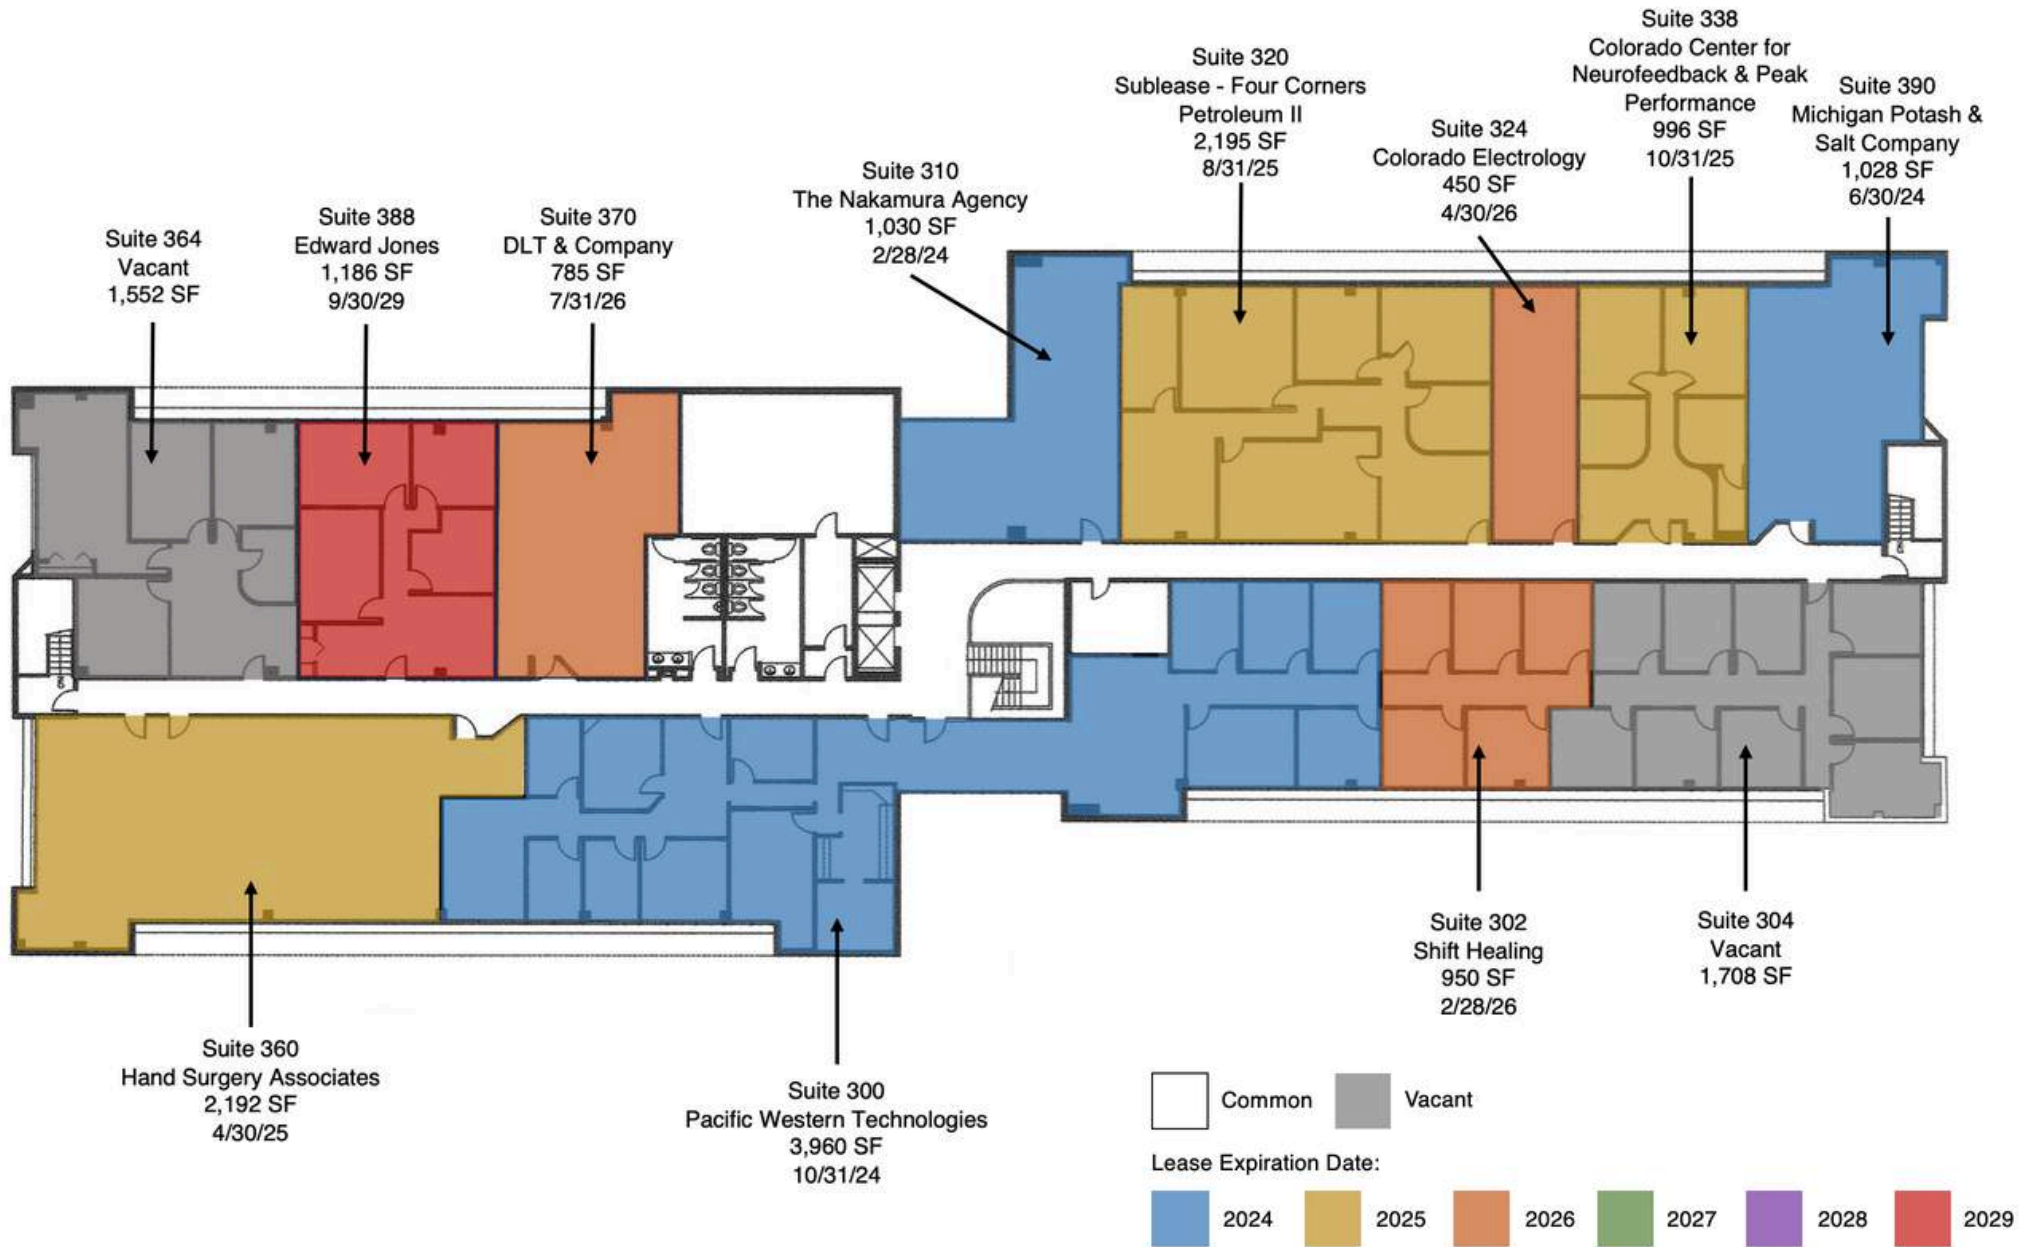 Suite 338
Colorado Center for
Neurofeedback & Peak
Performance
996 SF
10/31/25
Suite 320
Sublease - Four Corners
Petroleum II
2,195 SF
8/31/25
Suite 390
Michigan Potash &
Salt Company
1,028 SF
6/30/24
Suite 324
Colorado Electrology
450 SF
4/30/26
Suite 310
The Nakamura Agency
1,030 SF
2/28/24
Suite 388
Edward Jones
1,186 SF
9/30/29
Suite 370
DLT & Company
785 SF
7/31/26
Suite 364
Vacant
1,552 SF
Suite 302
Shift Healing
950 SF
2/28/26
Suite 304
Vacant
1,708 SF
Suite 360
Hand Surgery Associates
2,192 SF
4/30/25
Suite 300
Pacific Western Technologies
3,960 SF
10/31/24
Common
Vacant
Lease Expiration Date:
2024
2025
2026
2027
2028
2029